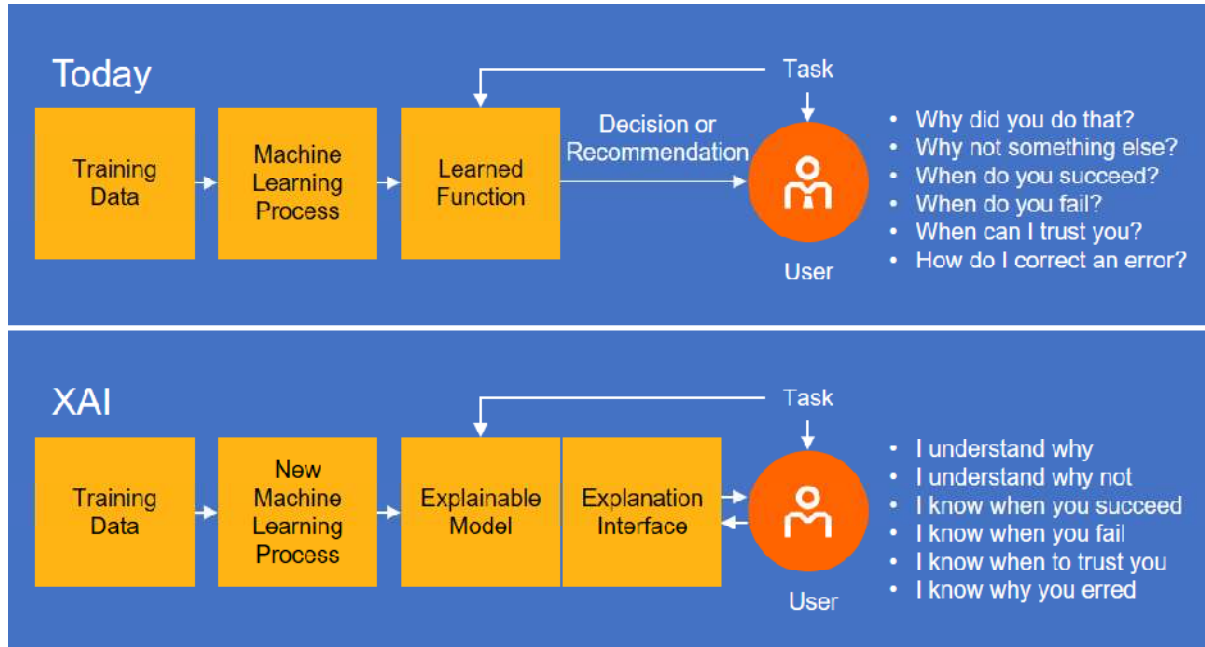 Today
Task
Training
Data
Machine
Learning
Process
Learned
Function
Decision or
Recommendation
User
• Why did you do that?
• Why not something else?
• When do you succeed?
• When do you fail?
• When can I trust you?
• How do I correct an error?
XAI
Task
Training
Data
New
Machine
Learning
Process
Explainable
Model
Explanation
Interface
User
• I understand why
• I understand why not
• I know when you succeed
• I know when you fail
• I know when to trust you
• I know why you erred